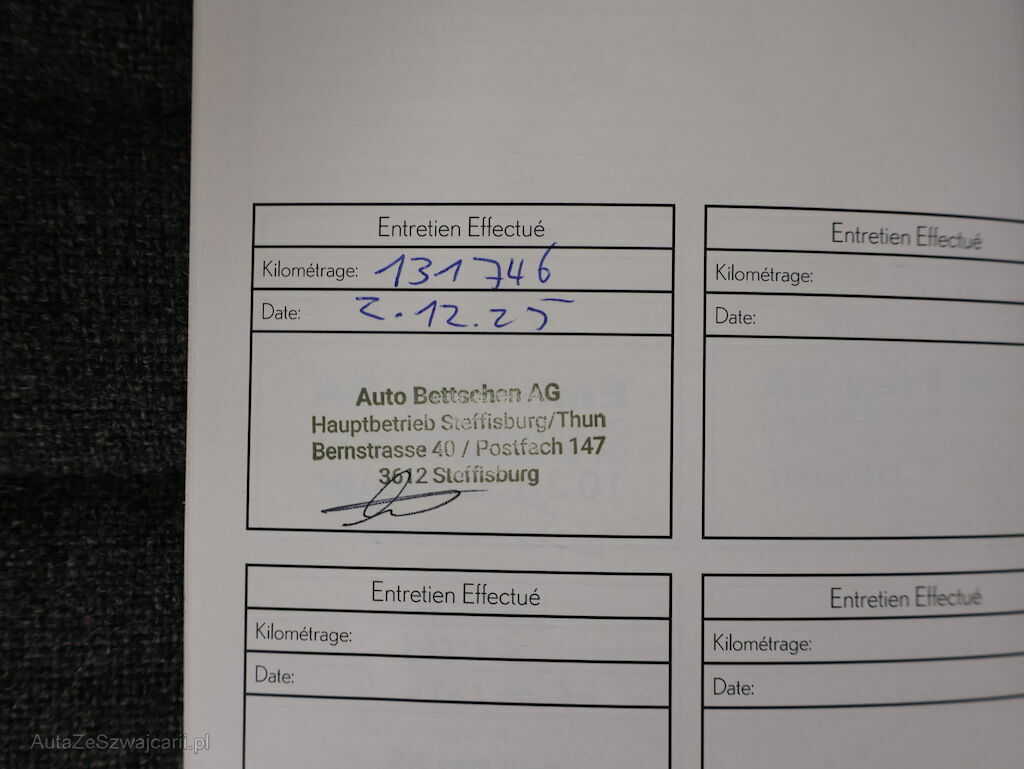 Entretien Effectué
Kilométrage: 131746
Date: 2.12.25
Auto Bettschen AG
Hauptbetrieb Steffisburg/Thun
Bernstrasse 40 / Postfach 147
3612 Steffisburg
Entretien Effectué
Kilométrage:
Date:
Entretien Effectué
Kilométrage:
Date:
Entretien Effectué
Kilométrage:
Date:
AutaZeSzwajcarii.pl